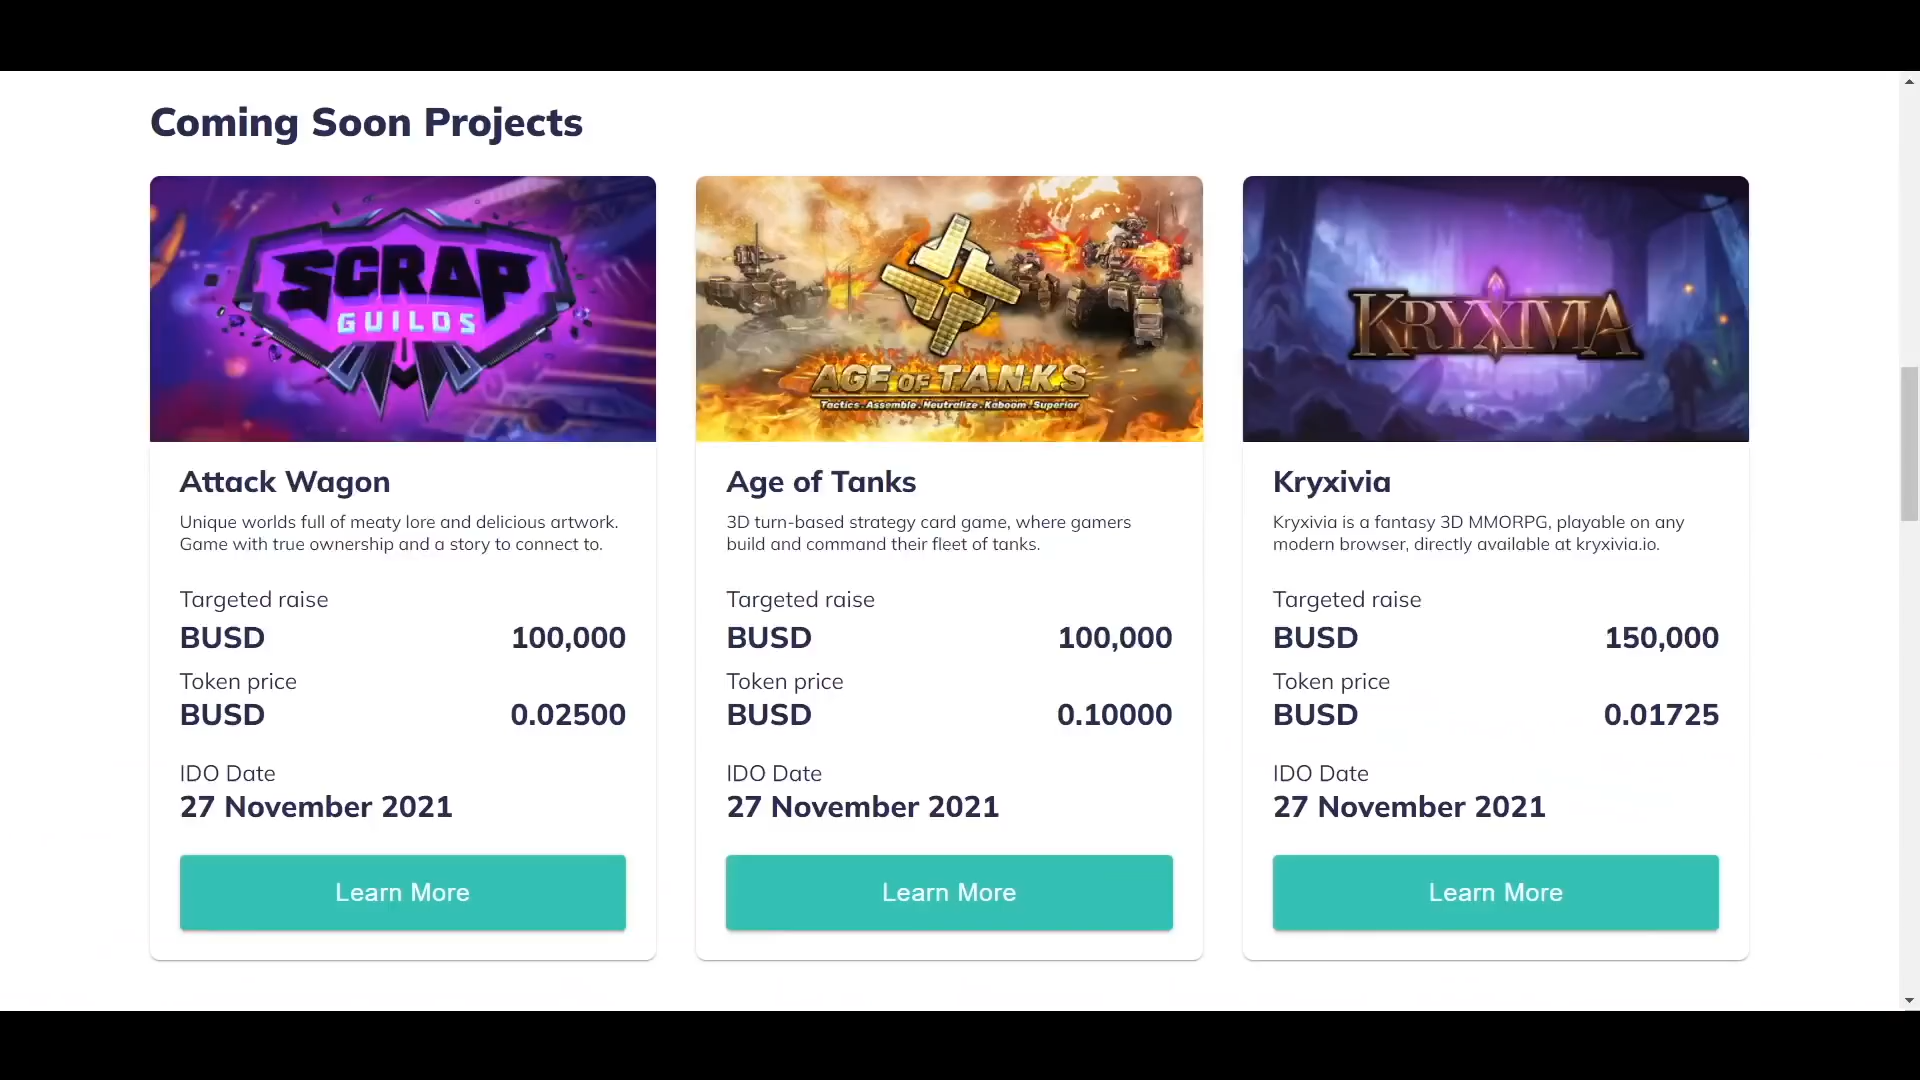 Coming Soon Projects
SCRAP
GUILDS
AGE OF T.A.N.K.S
Tactics . Assemble . Neutralize . Kaboom . Superior
KRYXIVIA
Attack Wagon
Unique worlds full of meaty lore and delicious artwork.
Game with true ownership and a story to connect to.
Targeted raise
BUSD 100,000
Token price
BUSD 0.02500
IDO Date
27 November 2021
Learn More
Age of Tanks
3D turn-based strategy card game, where gamers
build and command their fleet of tanks.
Targeted raise
BUSD 100,000
Token price
BUSD 0.10000
IDO Date
27 November 2021
Learn More
Kryxivia
Kryxivia is a fantasy 3D MMORPG, playable on any
modern browser, directly available at kryxivia.io.
Targeted raise
BUSD 150,000
Token price
BUSD 0.01725
IDO Date
27 November 2021
Learn More